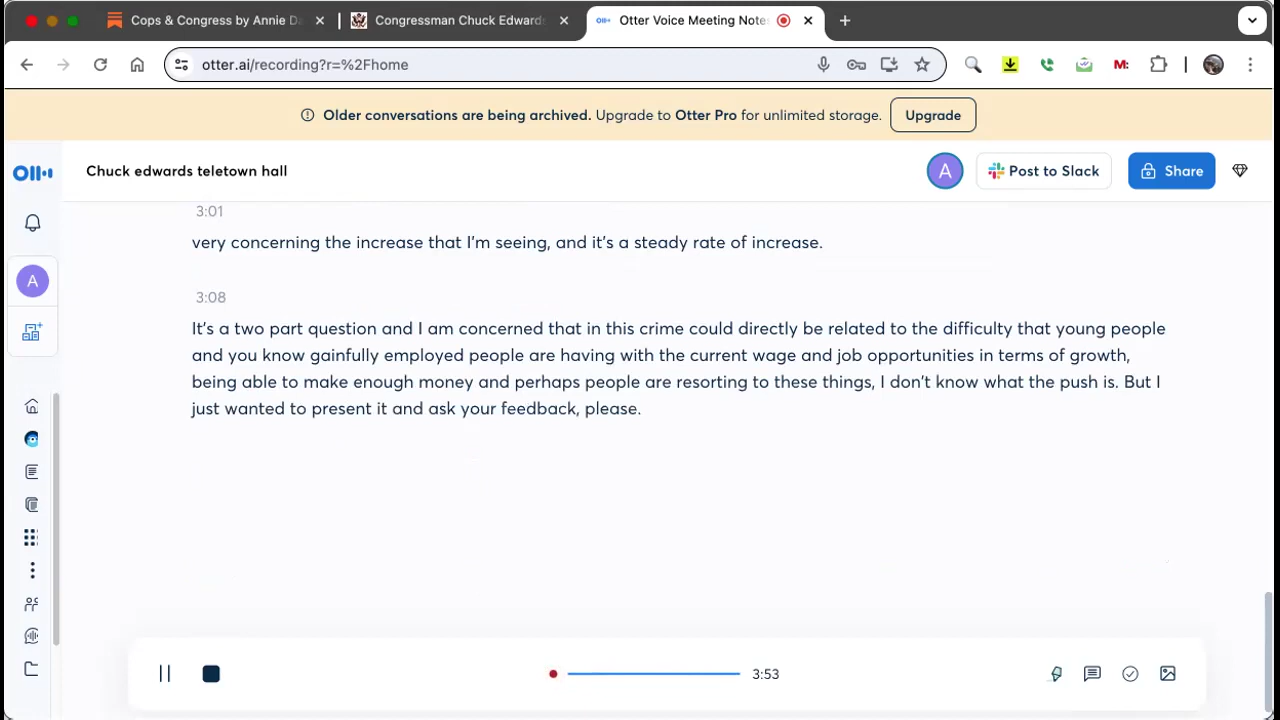 Cops & Congress by Annie Da
Congressman Chuck Edwards
Otter Voice Meeting Notes
otter.ai/recording?r=%2Fhome
M:
Older conversations are being archived. Upgrade to Otter Pro for unlimited storage.
Upgrade
Chuck edwards teletown hall
A
Post to Slack
Share
3:01
very concerning the increase that I'm seeing, and it's a steady rate of increase.
A
3:08
It's a two part question and I am concerned that in this crime could directly be related to the difficulty that young people
and you know gainfully employed people are having with the current wage and job opportunities in terms of growth,
being able to make enough money and perhaps people are resorting to these things, I don't know what the push is. But I
just wanted to present it and ask your feedback, please.
3:53